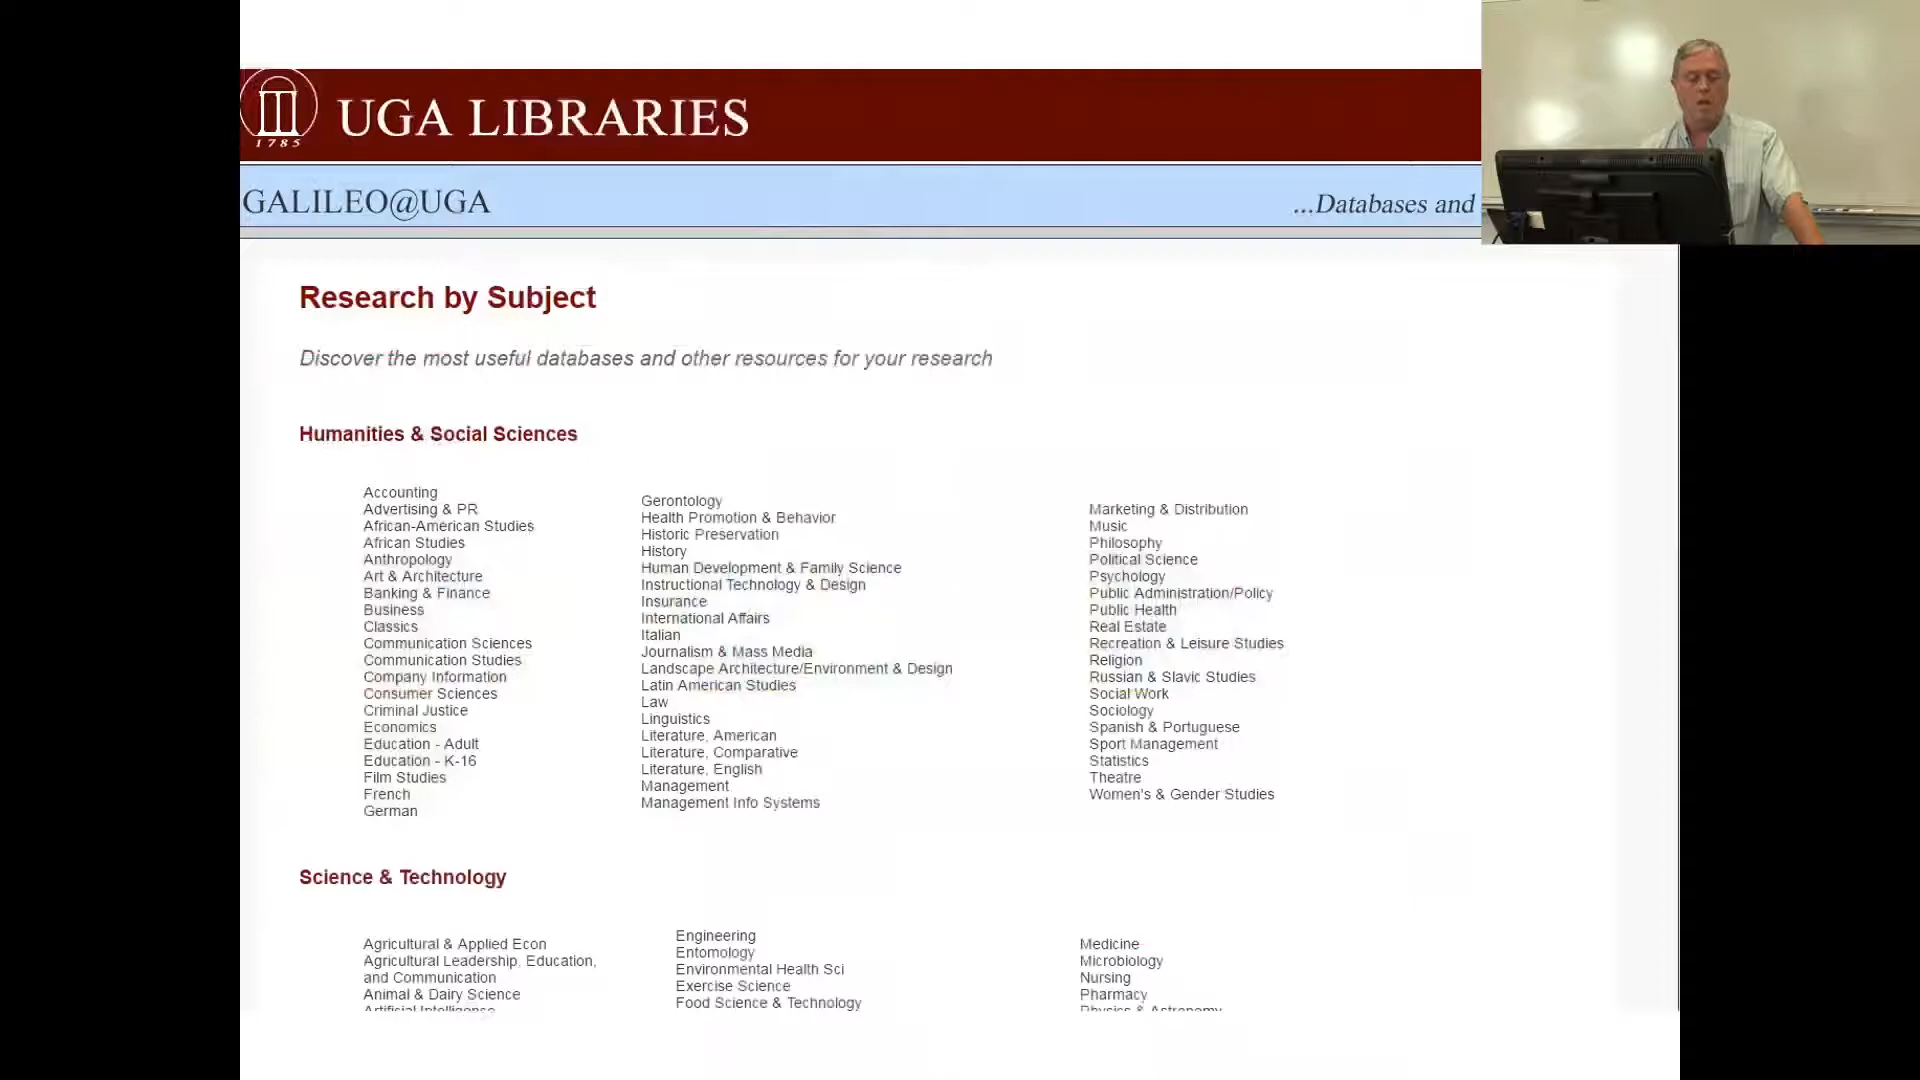 1785
UGA LIBRARIES
GALILEO@UGA
...Databases and
Research by Subject
Discover the most useful databases and other resources for your research
Humanities & Social Sciences
Accounting
Advertising & PR
African-American Studies
African Studies
Anthropology
Art & Architecture
Banking & Finance
Business
Classics
Communication Sciences
Communication Studies
Company Information
Consumer Sciences
Criminal Justice
Economics
Education - Adult
Education - K-16
Film Studies
French
German
Gerontology
Health Promotion & Behavior
Historic Preservation
History
Human Development & Family Science
Instructional Technology & Design
Insurance
International Affairs
Italian
Journalism & Mass Media
Landscape Architecture/Environment & Design
Latin American Studies
Law
Linguistics
Literature, American
Literature, Comparative
Literature, English
Management
Management Info Systems
Marketing & Distribution
Music
Philosophy
Political Science
Psychology
Public Administration/Policy
Public Health
Real Estate
Recreation & Leisure Studies
Religion
Russian & Slavic Studies
Social Work
Sociology
Spanish & Portuguese
Sport Management
Statistics
Theatre
Women's & Gender Studies
Science & Technology
Agricultural & Applied Econ
Agricultural Leadership, Education,
and Communication
Animal & Dairy Science
Artificial Intelligence
Engineering
Entomology
Environmental Health Sci
Exercise Science
Food Science & Technology
Medicine
Microbiology
Nursing
Pharmacy
Physics & Astronomy